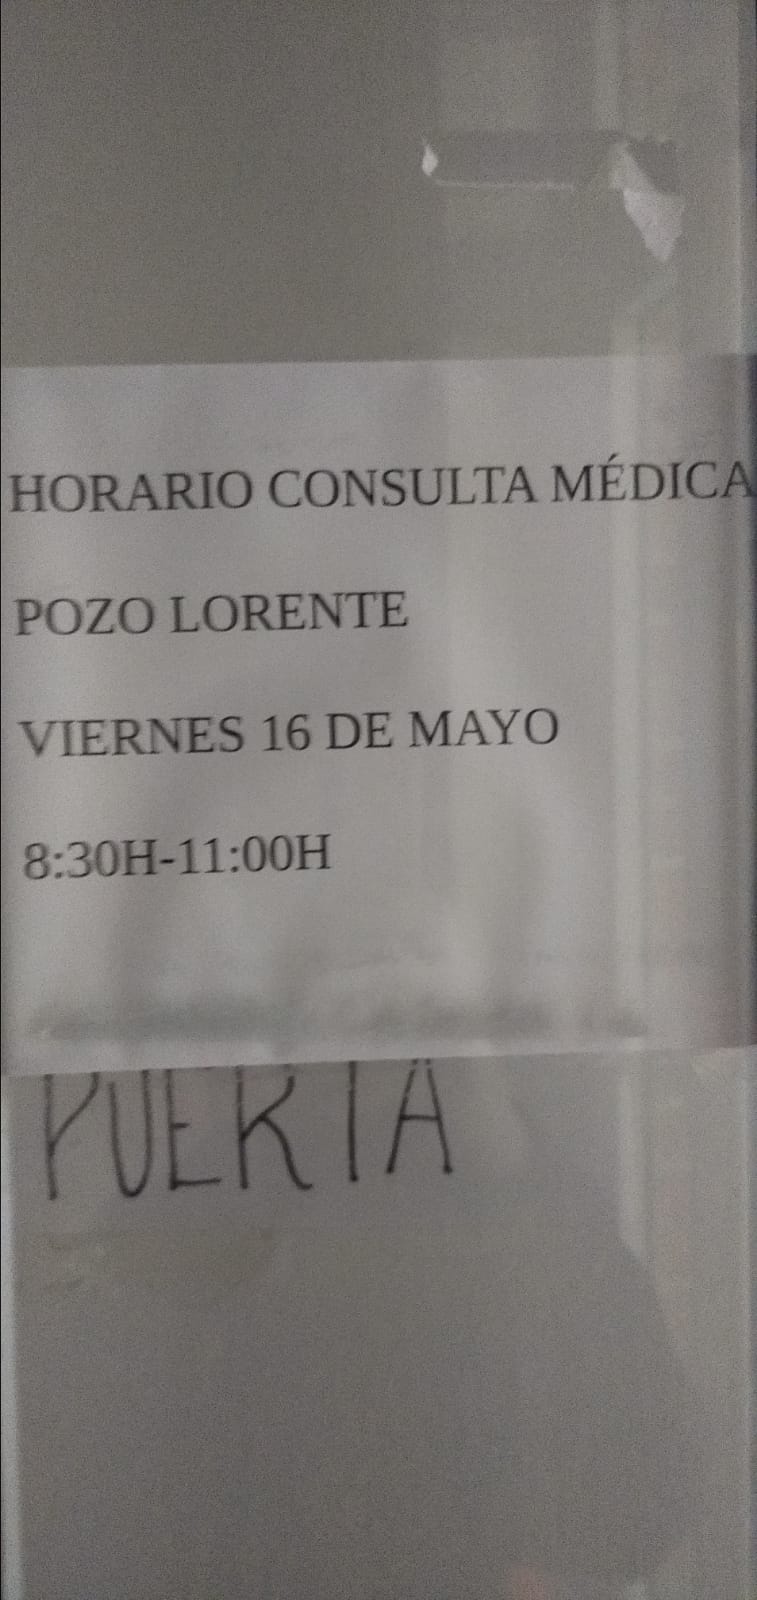 HORARIO CONSULTA MÉDICA
POZO LORENTE
VIERNES 16 DE MAYO
8:30H-11:00H
PUERTA